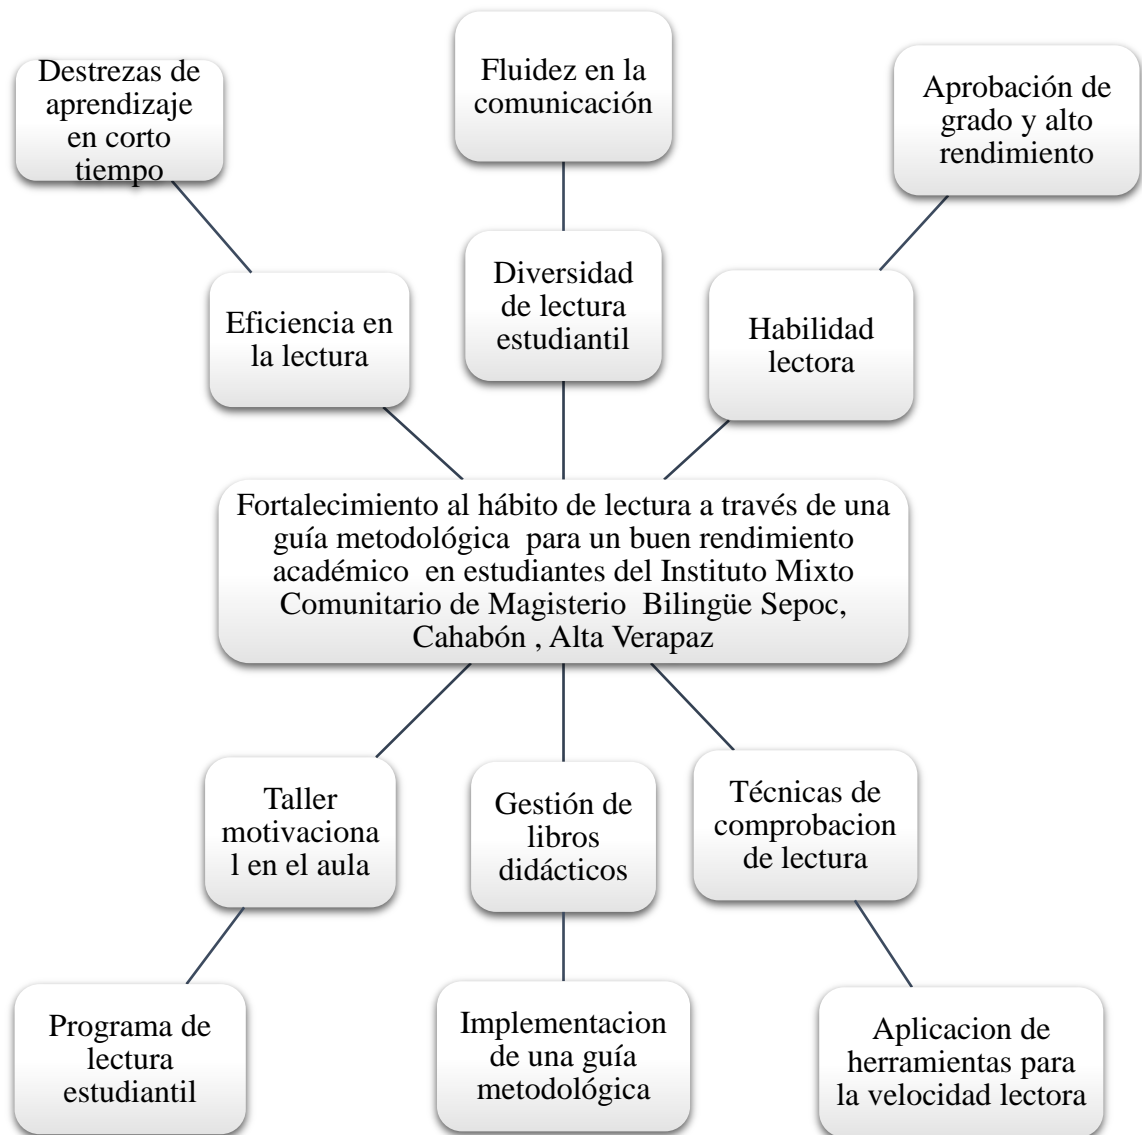 Destrezas de
aprendizaje
en corto
tiempo
Fluidez en la
comunicación
Aprobación de
grado y alto
rendimiento
Eficiencia en
la lectura
Diversidad
de lectura
estudiantil
Habilidad
lectora
Fortalecimiento al hábito de lectura a través de una
guía metodológica  para un buen rendimiento
académico  en estudiantes del Instituto Mixto
Comunitario de Magisterio  Bilingüe Sepoc,
Cahabón , Alta Verapaz
Taller
motivaciona
l en el aula
Gestión de
libros
didácticos
Técnicas de
comprobacion
de lectura
Programa de
lectura
estudiantil
Implementacion
de una guía
metodológica
Aplicacion de
herramientas para
la velocidad lectora